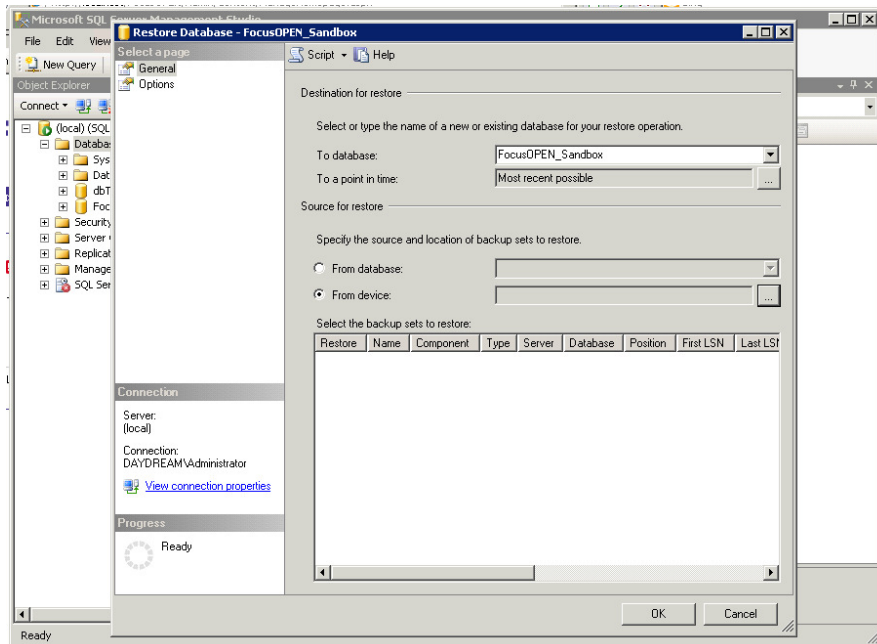 Microsoft SQL Server Management Studio
File Edit View
New Query
Object Explorer
Connect
(local) (SQL
Databa
Sys
Dat
dbT
Foc
Security
Server
Replicat
Manage
SQL Ser
Ready
Restore Database - FocusOPEN_Sandbox
Select a page
General
Options
Connection
Server:
(local)
Connection:
DAYDREAM\Administrator
View connection properties
Progress
Ready
Script Help
Destination for restore
Select or type the name of a new or existing database for your restore operation.
To database: FocusOPEN_Sandbox
To a point in time: Most recent possible ...
Source for restore
Specify the source and location of backup sets to restore.
From database:
From device: ...
Select the backup sets to restore:
Restore Name Component Type Server Database Position First LSN Last LSN
OK Cancel